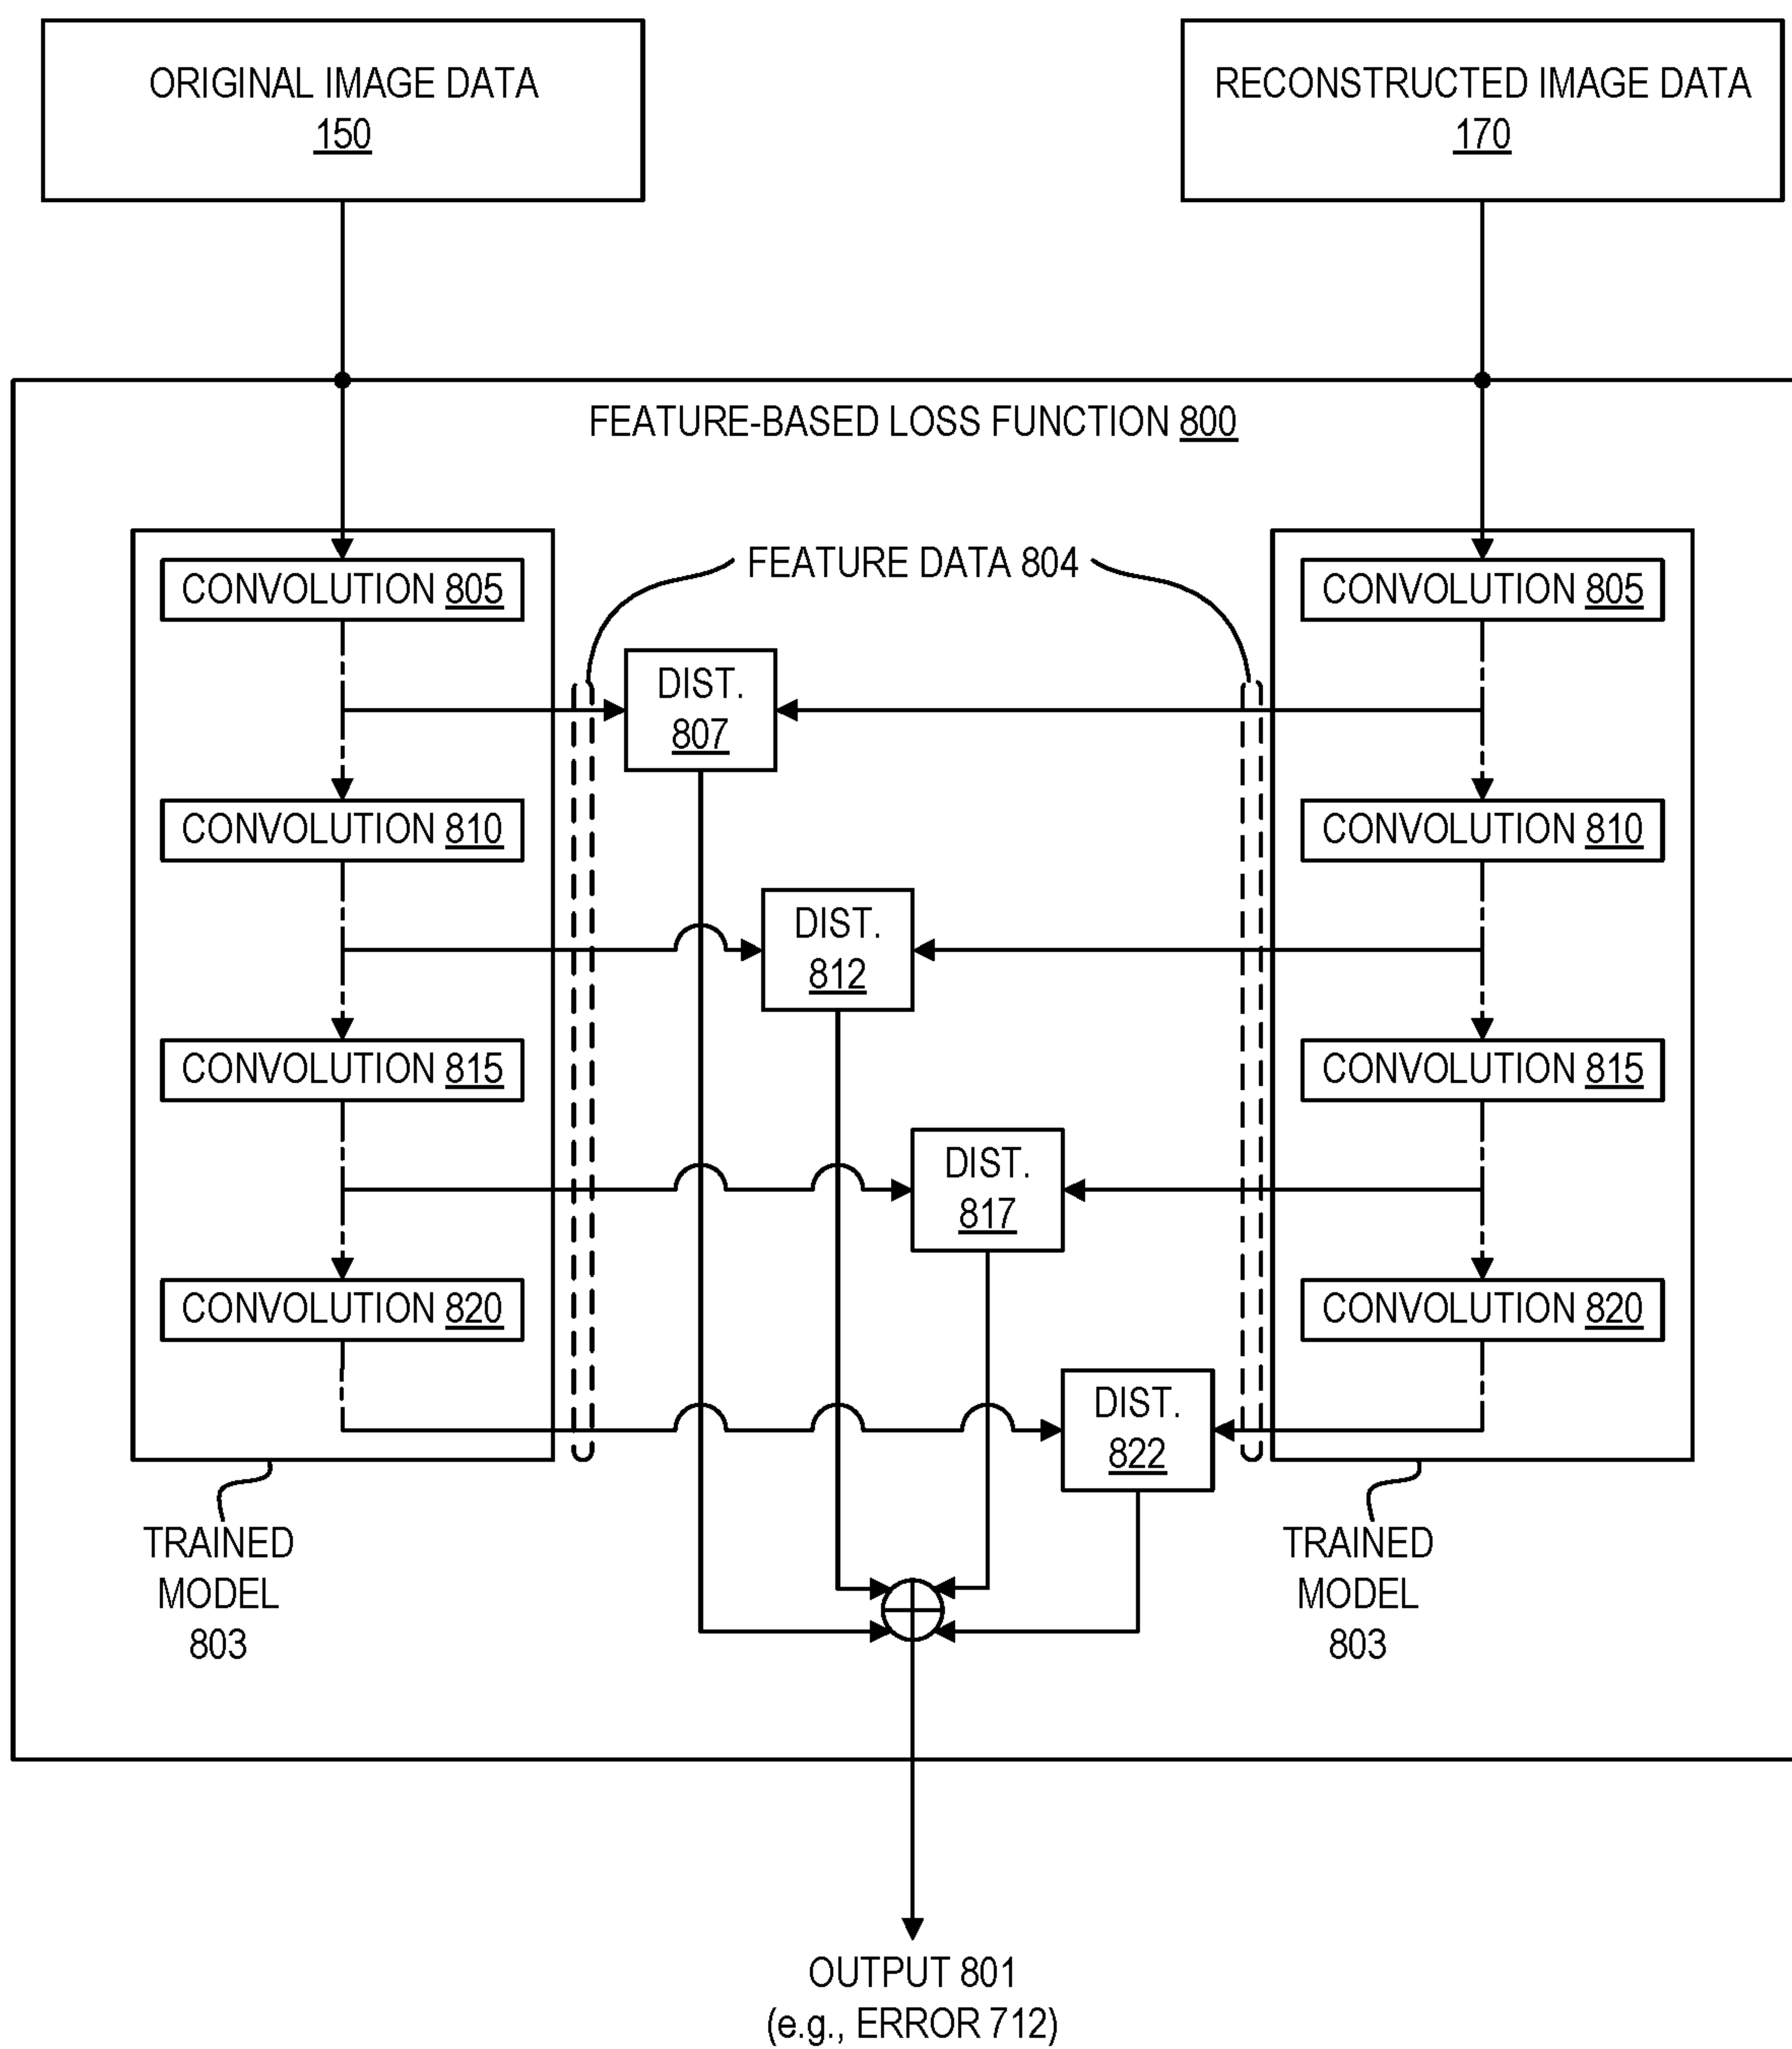 ORIGINAL IMAGE DATA
150
RECONSTRUCTED IMAGE DATA
170
FEATURE-BASED LOSS FUNCTION 800
FEATURE DATA 804
CONVOLUTION 805
CONVOLUTION 805
DIST.
807
CONVOLUTION 810
CONVOLUTION 810
DIST.
812
CONVOLUTION 815
CONVOLUTION 815
DIST.
817
CONVOLUTION 820
CONVOLUTION 820
DIST.
822
TRAINED
MODEL
803
TRAINED
MODEL
803
OUTPUT 801
(e.g., ERROR 712)